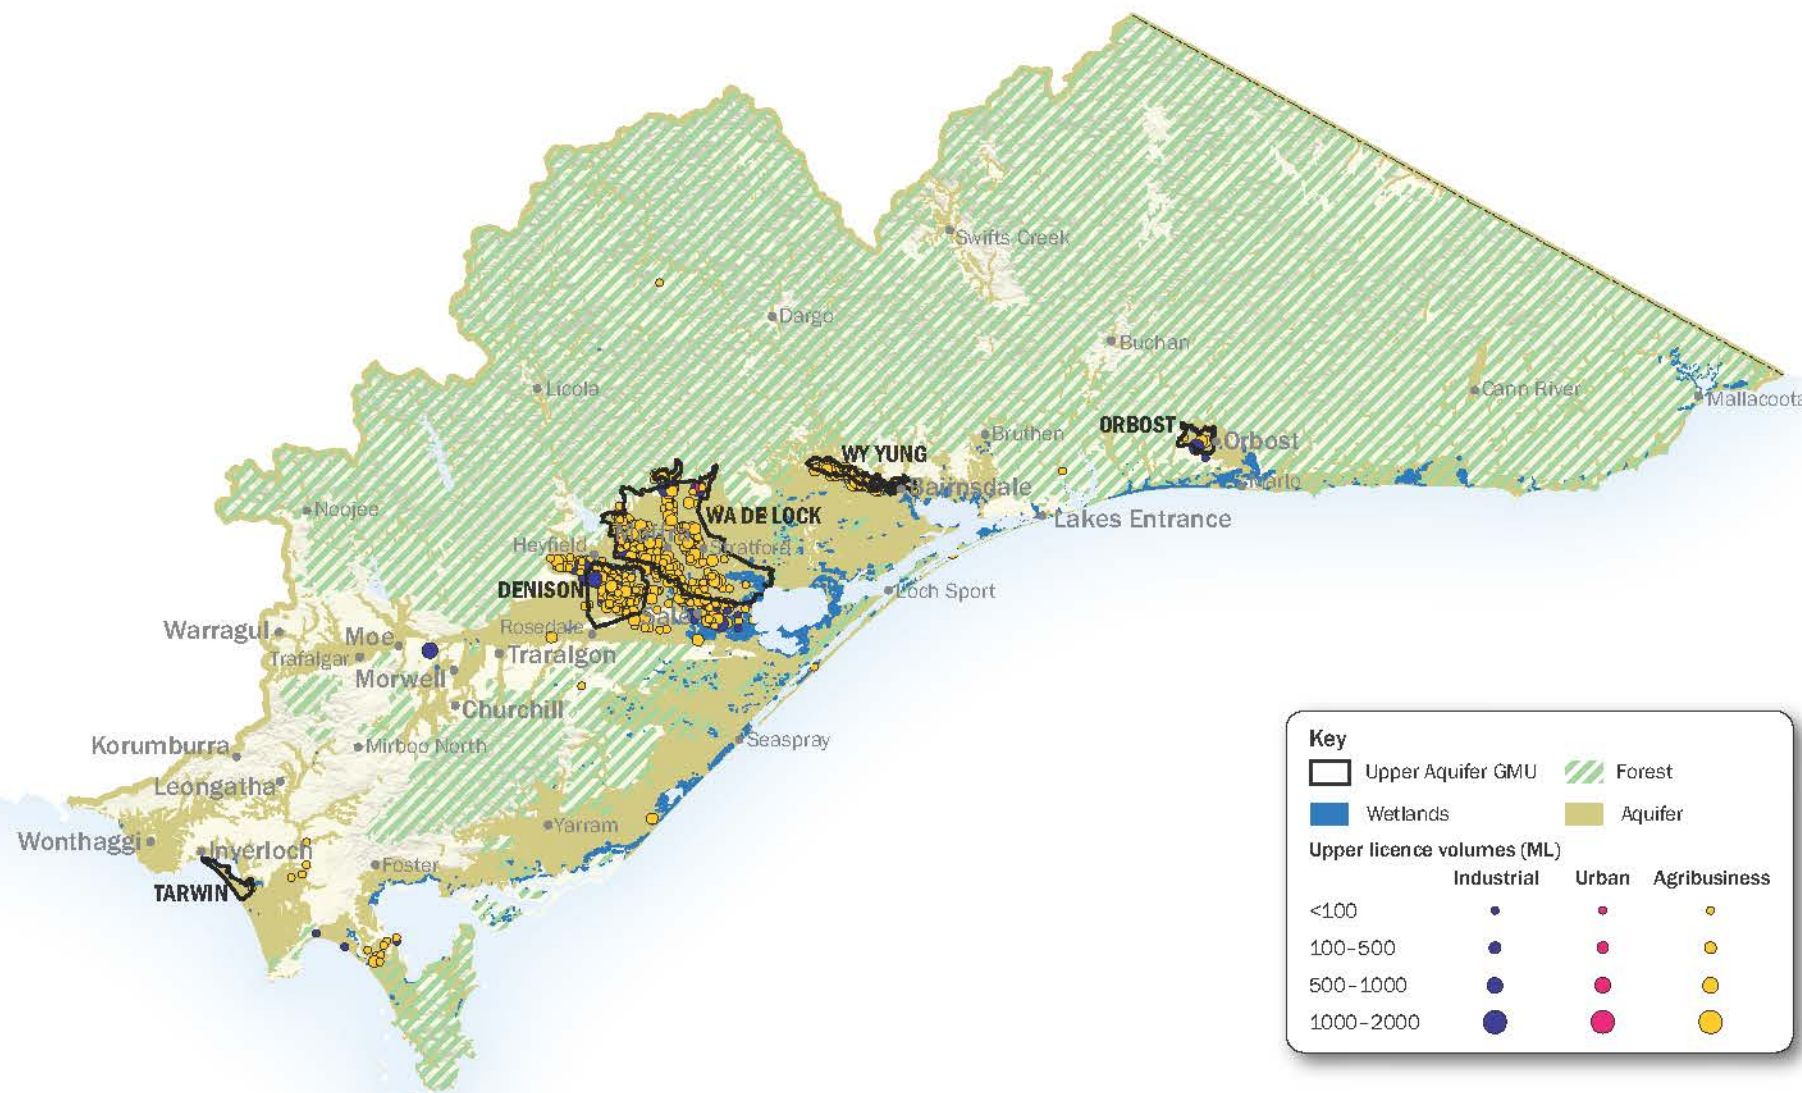 Swifts Creek
Dargo
Buchan
Licola
Cann River
Mallacoota
ORBOST
Orbost
Bruthen
WY YUNG
Bairnsdale
Marlo
Noojee
WA DE LOCK
Lakes Entrance
Heyfield
Stratford
DENISON
Loch Sport
Sale
Rosedale
Warragul
Moe
Trafalgar
Traralgon
Morwell
Churchill
Korumburra
Mirboo North
Seaspray
Leongatha
Yarram
Wonthaggi
Inverloch
Foster
TARWIN
Key
Upper Aquifer GMU
Forest
Wetlands
Aquifer
Upper licence volumes (ML)
Industrial Urban Agribusiness
<100
100–500
500–1000
1000–2000